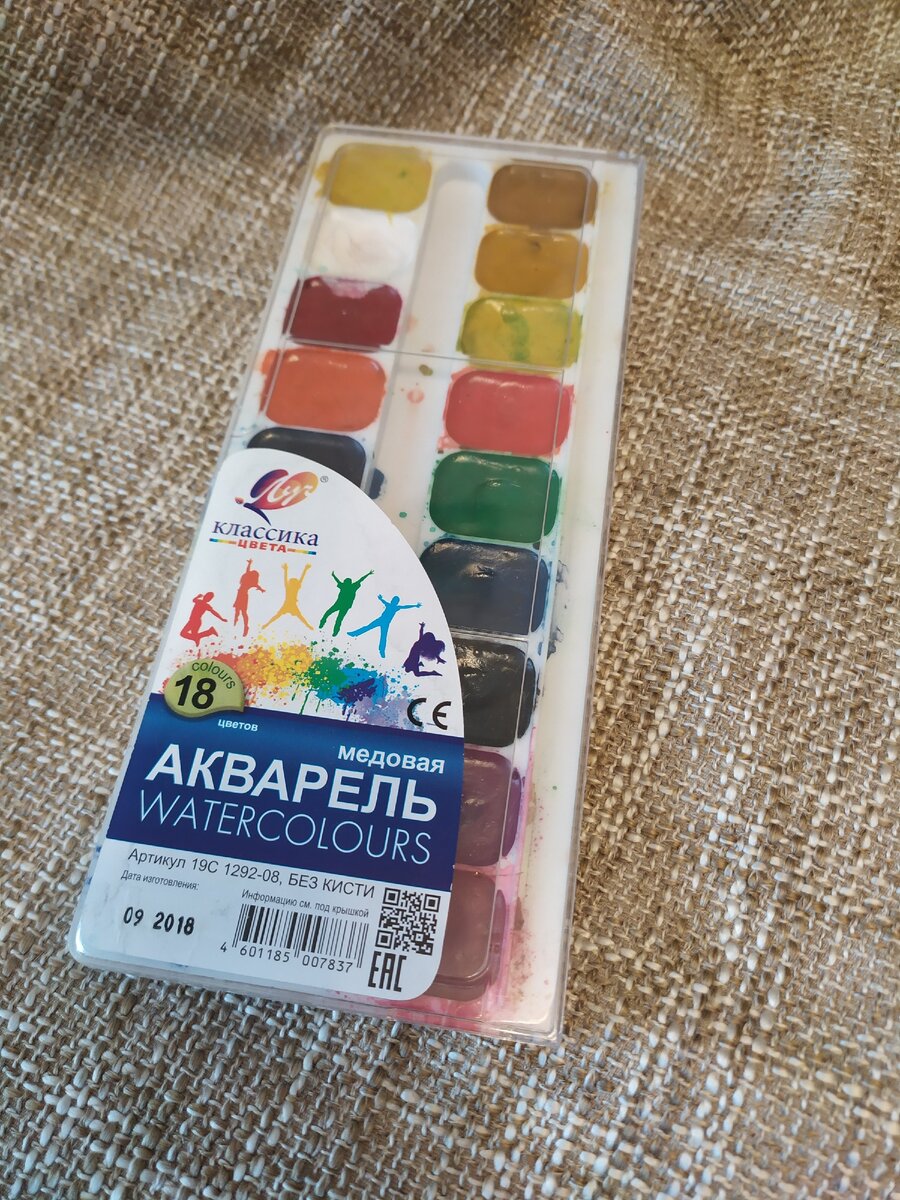 Луч®
классика
ЦВЕТА
colours
18
цветов
CE
медовая
АКВАРЕЛЬ
WATERCOLOURS
Артикул 19С 1292-08, БЕЗ КИСТИ
Дата изготовления:
Информацию см. под крышкой
09 2018
4 601185 007837
EAC